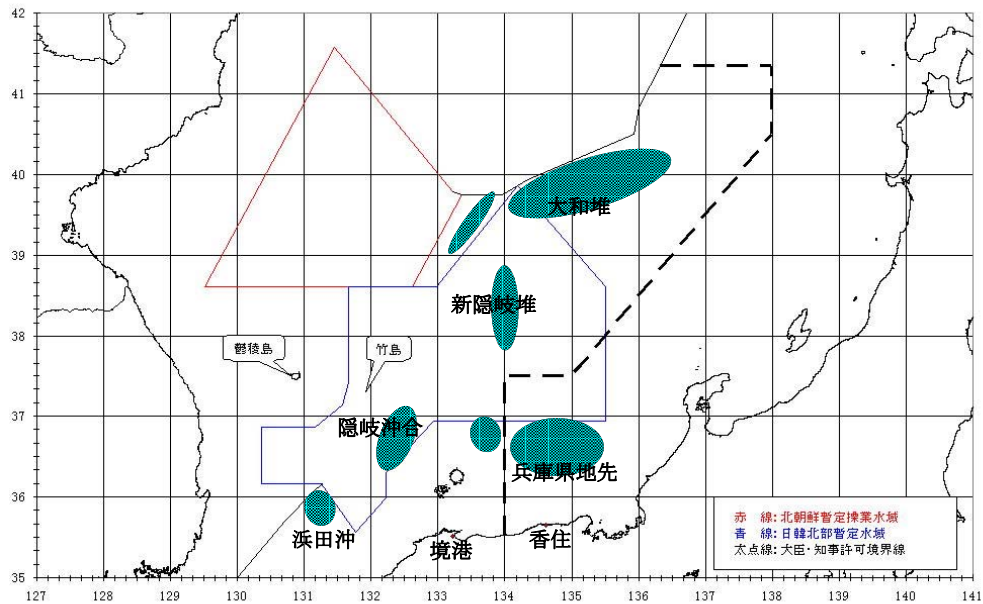 42
41
40
39
38
37
36
35
大和堆
新隠岐堆
鬱稜島
竹島
隠岐沖合
兵庫県地先
浜田沖
境港
香住
赤 線:北朝鮮暫定操業水域
青 線:日韓北部暫定水域
太点線:大臣・知事許可境界線
127 128 129 130 131 132 133 134 135 136 137 138 139 140 141